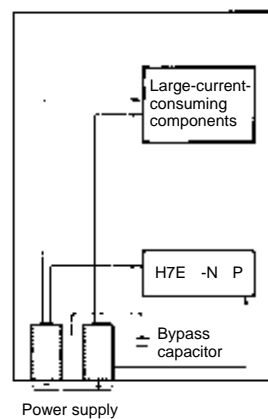 Large-current-
consuming
components
H7E -N P
Bypass
capacitor
Power supply